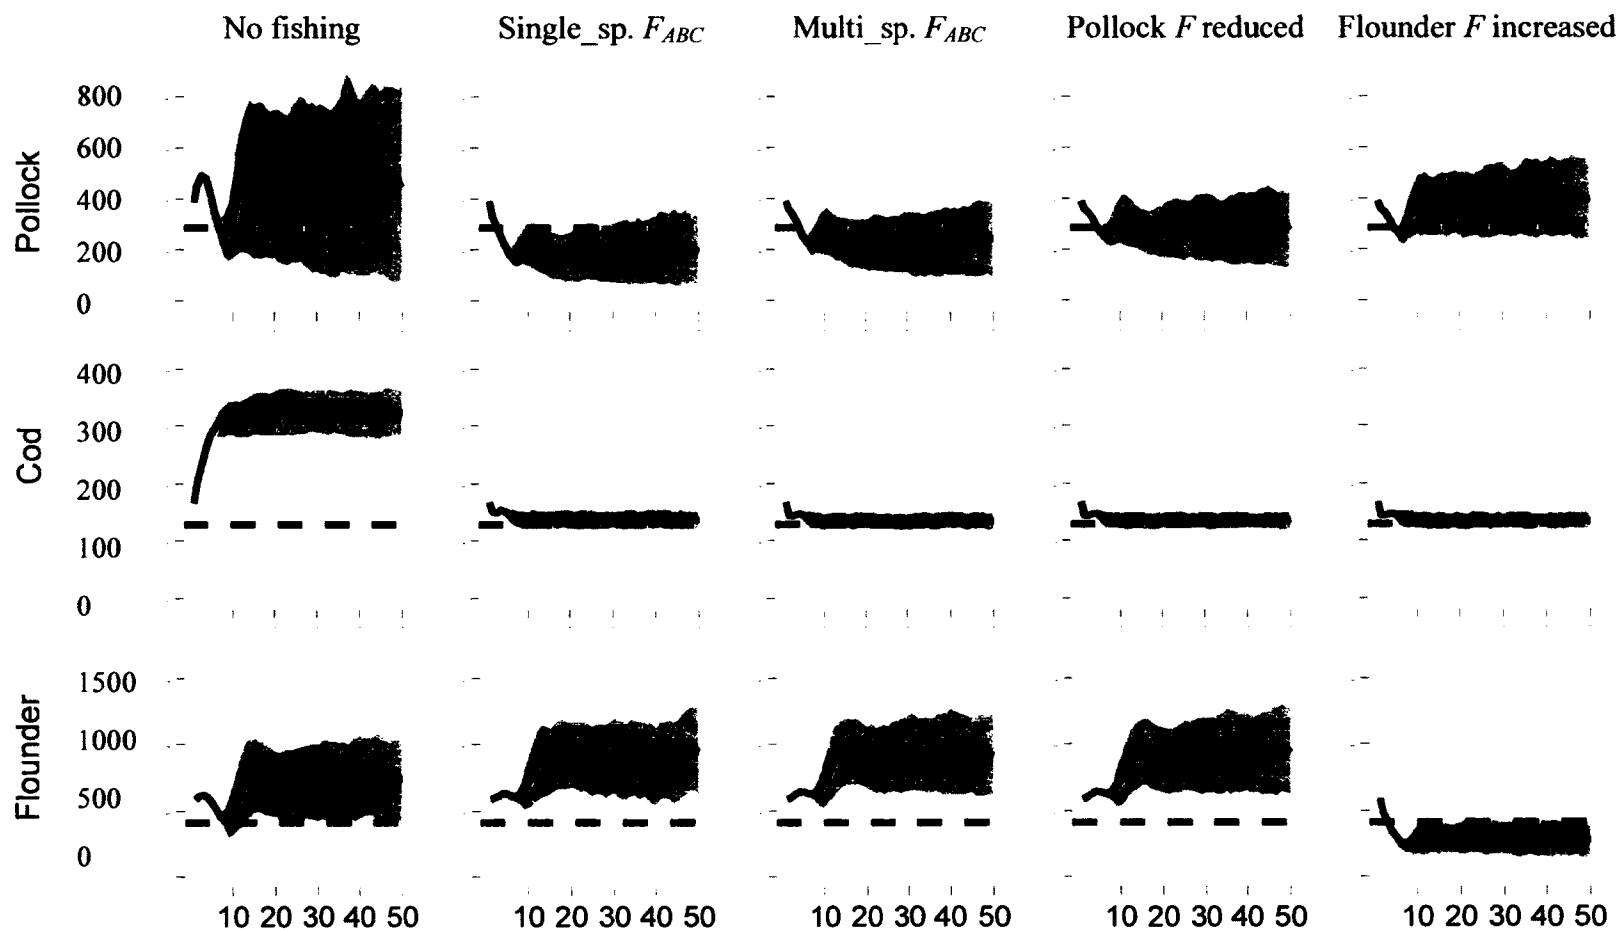 No fishing Single_sp. F_ABC Multi_sp. F_ABC Pollock F reduced Flounder F increased
Pollock
800
600
400
200
0
Cod
400
300
200
100
0
Flounder
1500
1000
500
0
10 20 30 40 50 10 20 30 40 50 10 20 30 40 50 10 20 30 40 50 10 20 30 40 50